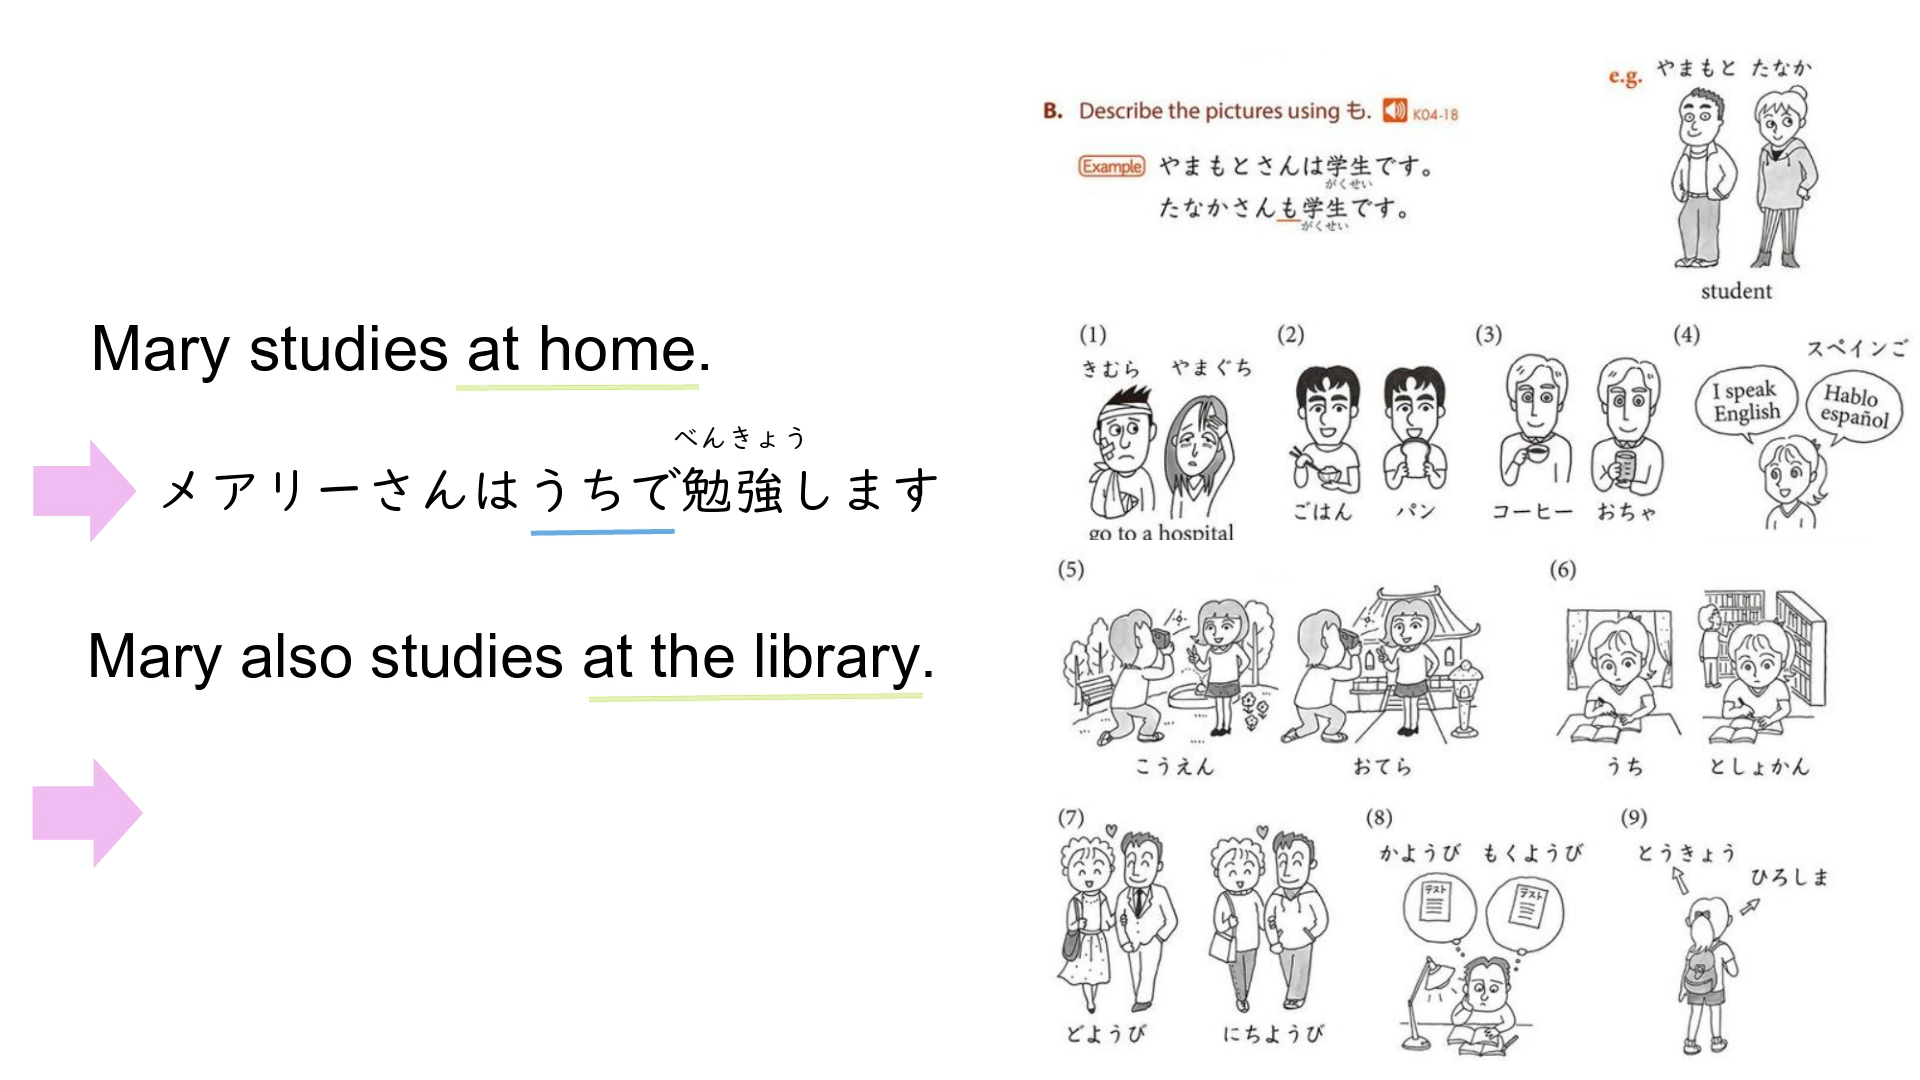 Mary studies at home.
べんきょう
メアリーさんはうちで勉強します
Mary also studies at the library.
B. Describe the pictures using も。 K04-18
Example やまもとさんは学生です。
がくせい
たなかさんも学生です。
がくせい
e.g. やまもと たなか
student
(1)
きむら やまぐち
go to a hospital
(2)
ごはん パン
(3)
コーヒー おちゃ
(4)
スペインご
I speak
English
Hablo
español
(5)
こうえん おてら
(6)
うち としょかん
(7)
どようび にちようび
(8)
かようび もくようび
テスト テスト
(9)
とうきょう
ひろしま